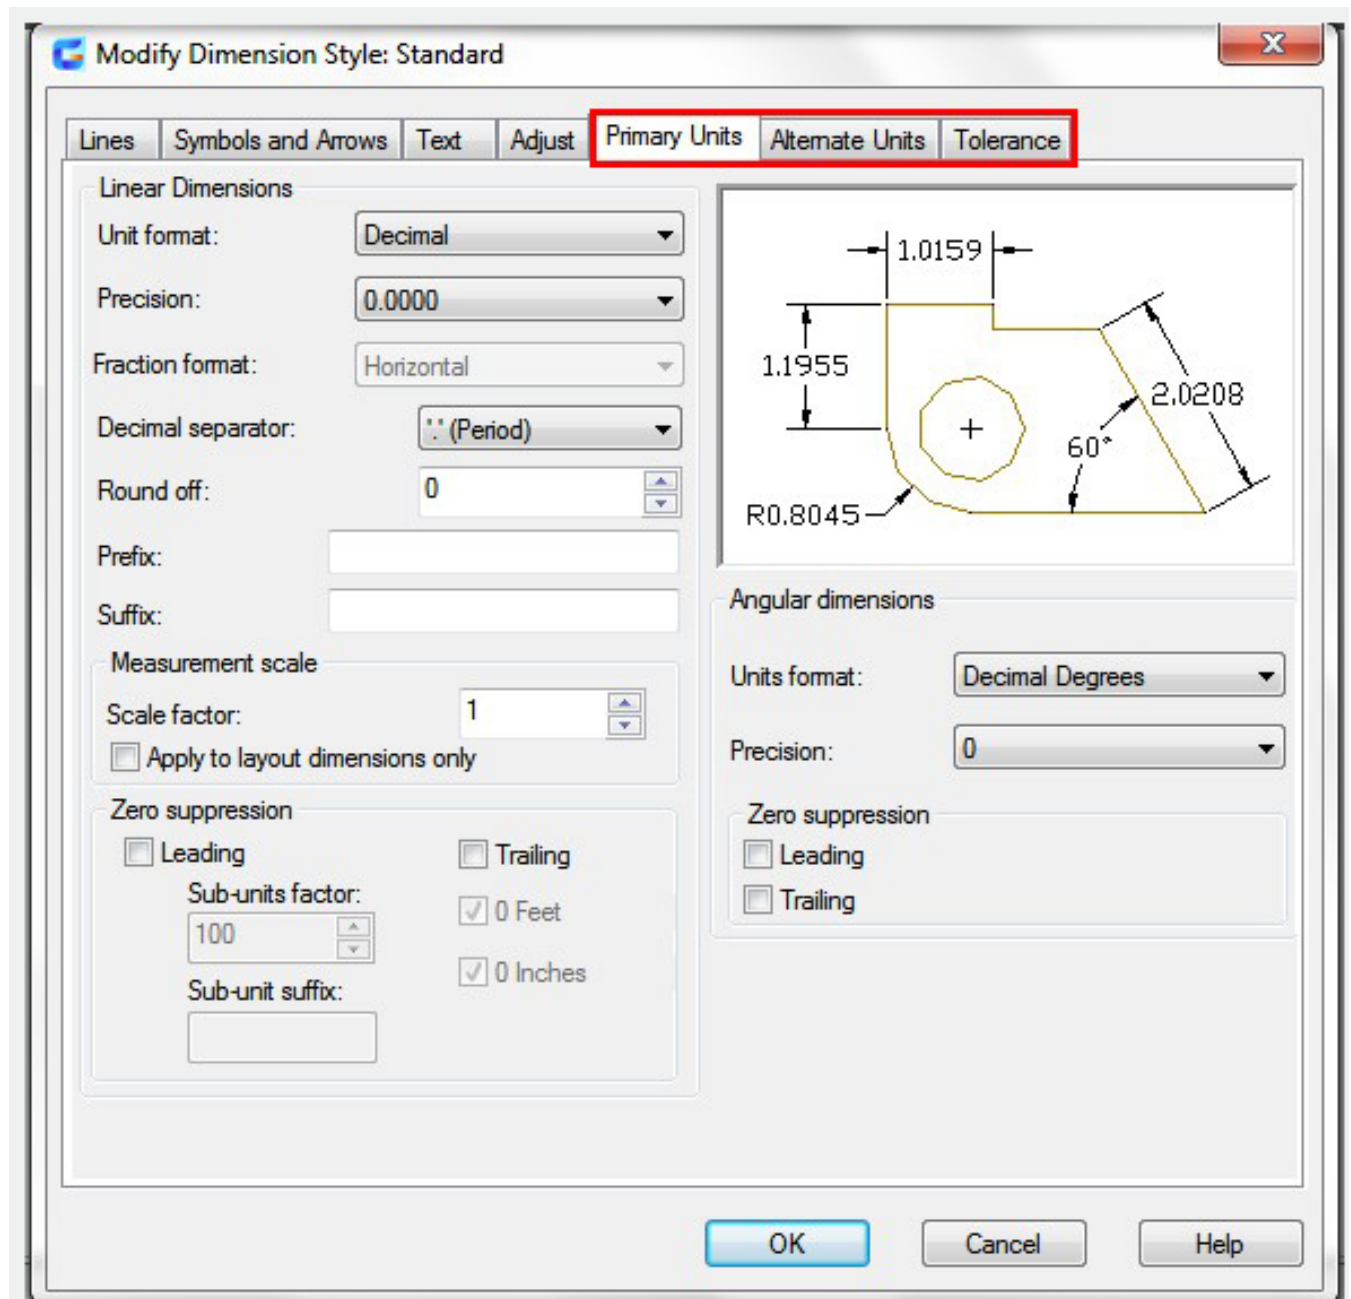 Modify Dimension Style: Standard
X
Lines Symbols and Arrows Text Adjust Primary Units Alternate Units Tolerance
Linear Dimensions
Unit format: Decimal
Precision: 0.0000
Fraction format: Horizontal
Decimal separator: '.' (Period)
Round off: 0
Prefix:
Suffix:
Measurement scale
Scale factor: 1
Apply to layout dimensions only
Zero suppression
Leading Trailing
Sub-units factor:
100
0 Feet
0 Inches
Sub-unit suffix:
1.0159
1.1955
2.0208
60°
R0.8045
Angular dimensions
Units format: Decimal Degrees
Precision: 0
Zero suppression
Leading
Trailing
OK Cancel Help